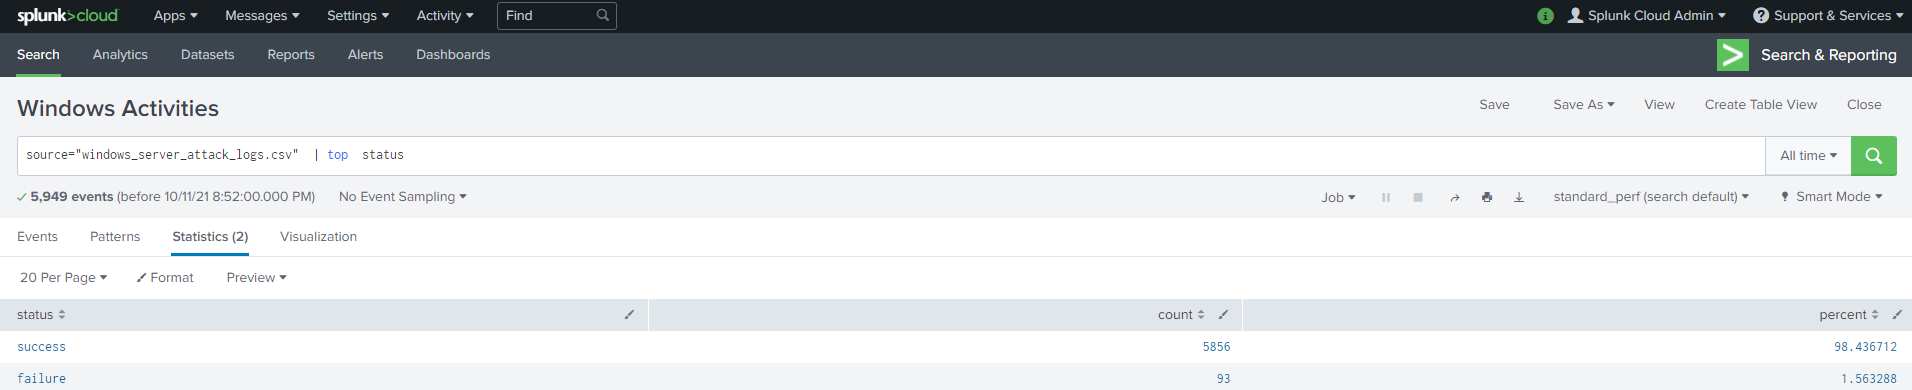 splunk>cloud Apps Messages Settings Activity Find i Splunk Cloud Admin ? Support & Services
Search Analytics Datasets Reports Alerts Dashboards > Search & Reporting
Windows Activities Save Save As View Create Table View Close
source="windows_server_attack_logs.csv" | top status All time
✓ 5,949 events (before 10/11/21 8:52:00.000 PM) No Event Sampling Job standard_perf (search default) Smart Mode
Events Patterns Statistics (2) Visualization
20 Per Page Format Preview
status count percent
success 5856 98.436712
failure 93 1.563288